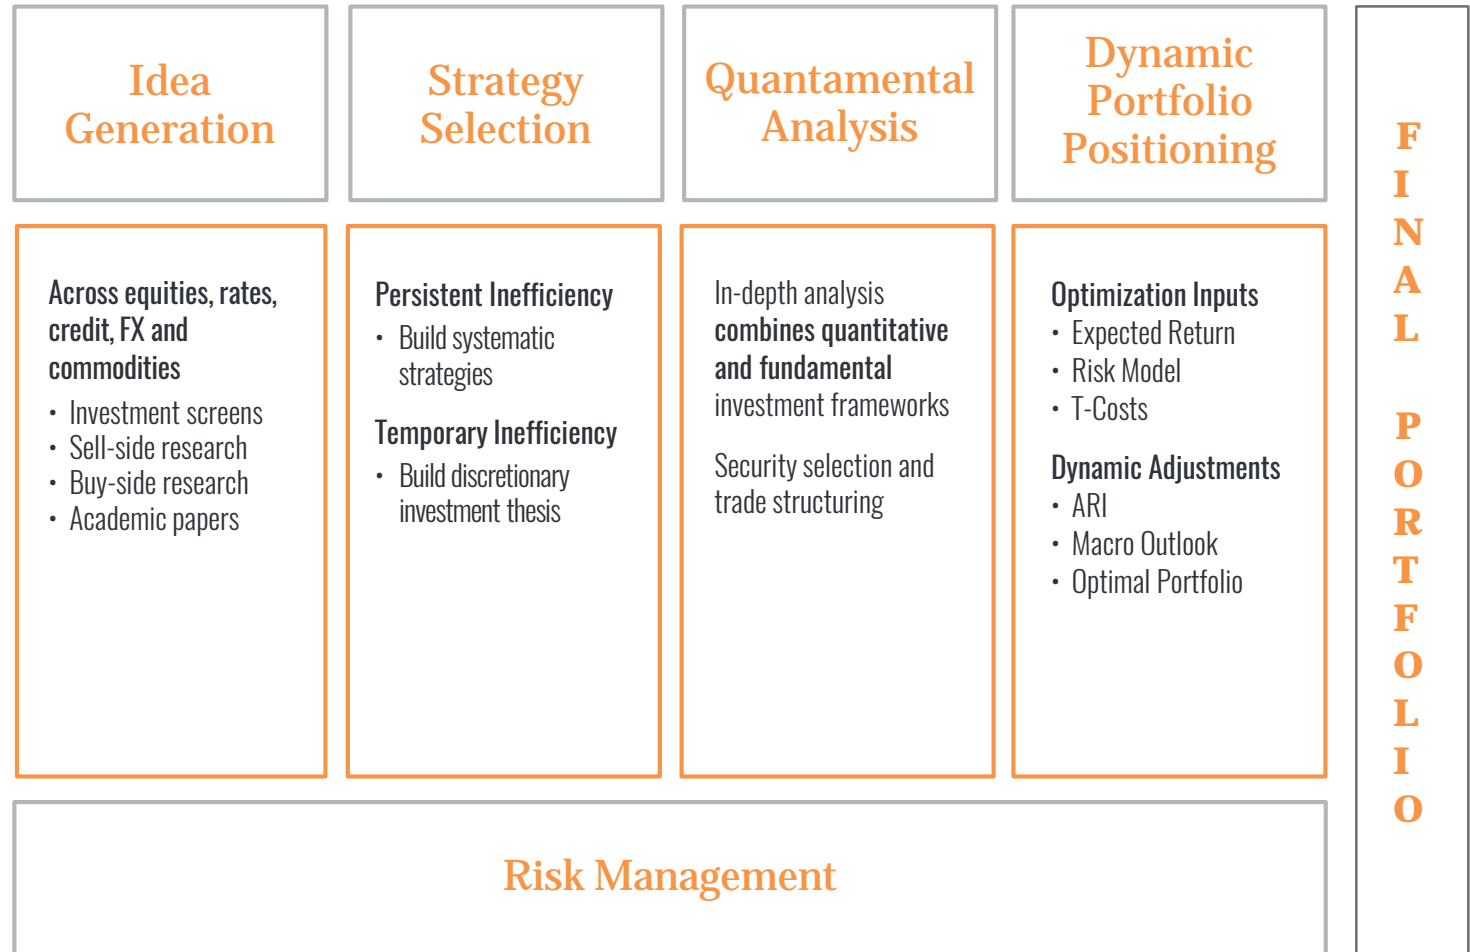 Idea
Generation
Strategy
Selection
Quantamental
Analysis
Dynamic
Portfolio
Positioning
Across equities, rates,
credit, FX and
commodities
• Investment screens
• Sell-side research
• Buy-side research
• Academic papers
Persistent Inefficiency
• Build systematic
strategies
Temporary Inefficiency
• Build discretionary
investment thesis
In-depth analysis
combines quantitative
and fundamental
investment frameworks
Security selection and
trade structuring
Optimization Inputs
• Expected Return
• Risk Model
• T-Costs
Dynamic Adjustments
• ARI
• Macro Outlook
• Optimal Portfolio
Risk Management
F
I
N
A
L
P
O
R
T
F
O
L
I
O